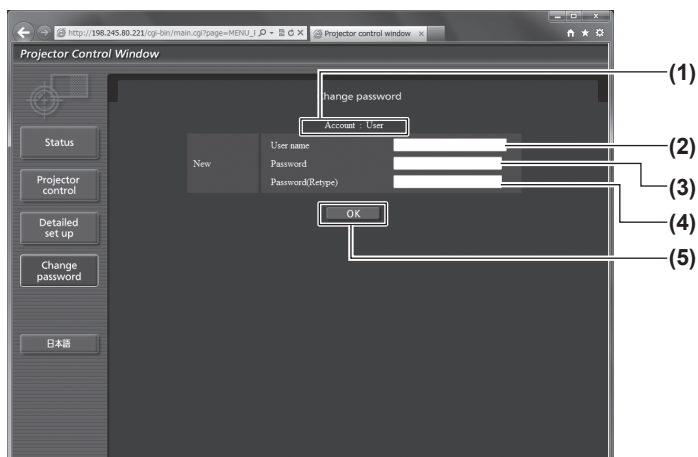 http://198.245.80.221/cgi-bin/main.cgi?page=MENU_I
Projector control window
Projector Control Window
Change password
(1)
Account : User
Status
User name
(2)
New
Password
(3)
Projector
control
Password(Retype)
(4)
Detailed
set up
OK
(5)
Change
password
日本語